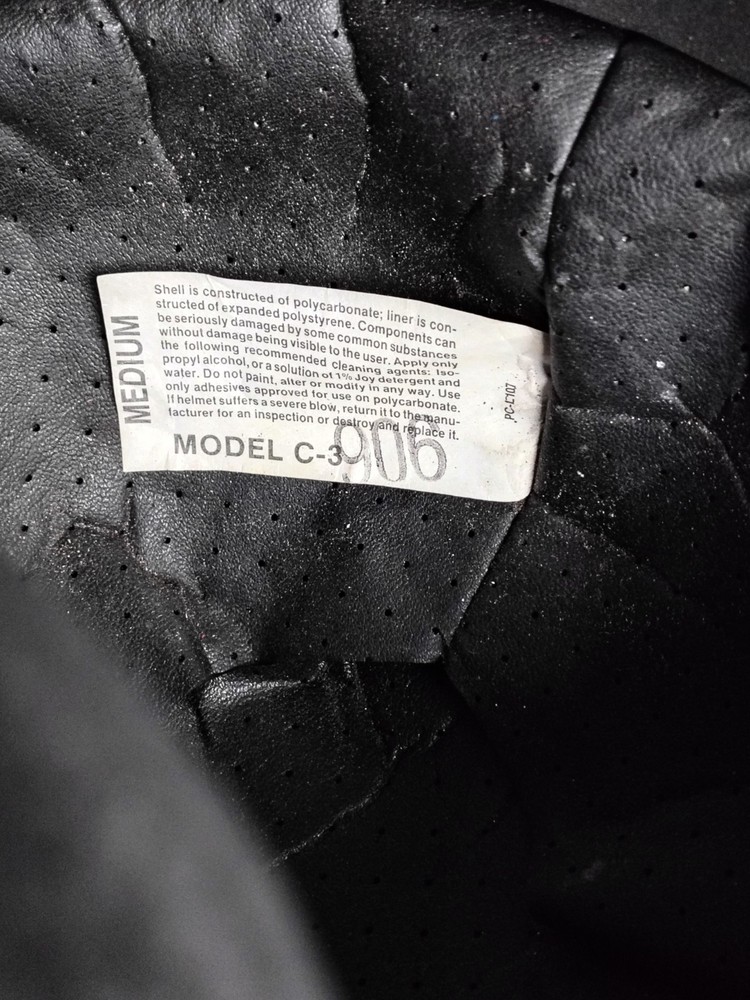 MEDIUM
Shell is constructed of polycarbonate; liner is con-
structed of expanded polystyrene. Components can
be seriously damaged by some common substances
without damage being visible to the user. Apply only
the following recommended cleaning agents: Iso-
propyl alcohol, or a solution of 1% Joy detergent and
water. Do not paint, alter or modify in any way. Use
only adhesives approved for use on polycarbonate.
If helmet suffers a severe blow, return it to the manu-
facturer for an inspection or destroy and replace it.
MODEL C-3
906
PC-L107